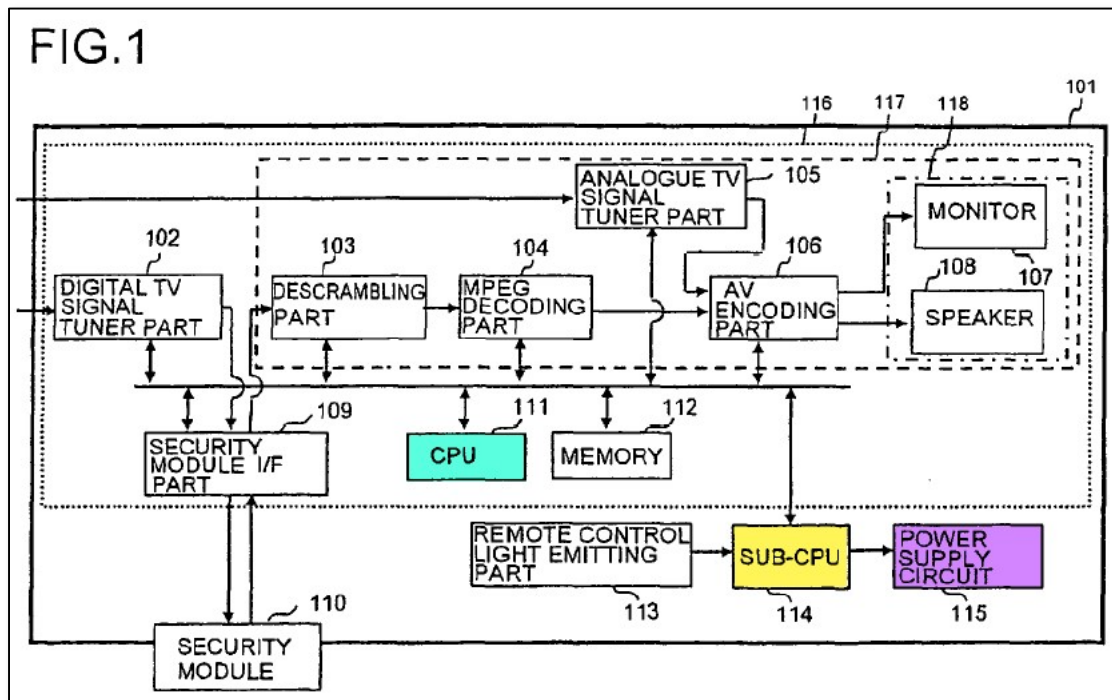 FIG.1
101
116
117
118
ANALOGUE TV
SIGNAL
TUNER PART
105
MONITOR
107
102
DIGITAL TV
SIGNAL
TUNER PART
103
DESCRAMBLING
PART
104
MPEG
DECODING
PART
106
AV
ENCODING
PART
108
SPEAKER
109
SECURITY
MODULE I/F
PART
111
CPU
112
MEMORY
REMOTE CONTROL
LIGHT EMITTING
PART
113
SUB-CPU
114
POWER
SUPPLY
CIRCUIT
115
110
SECURITY
MODULE